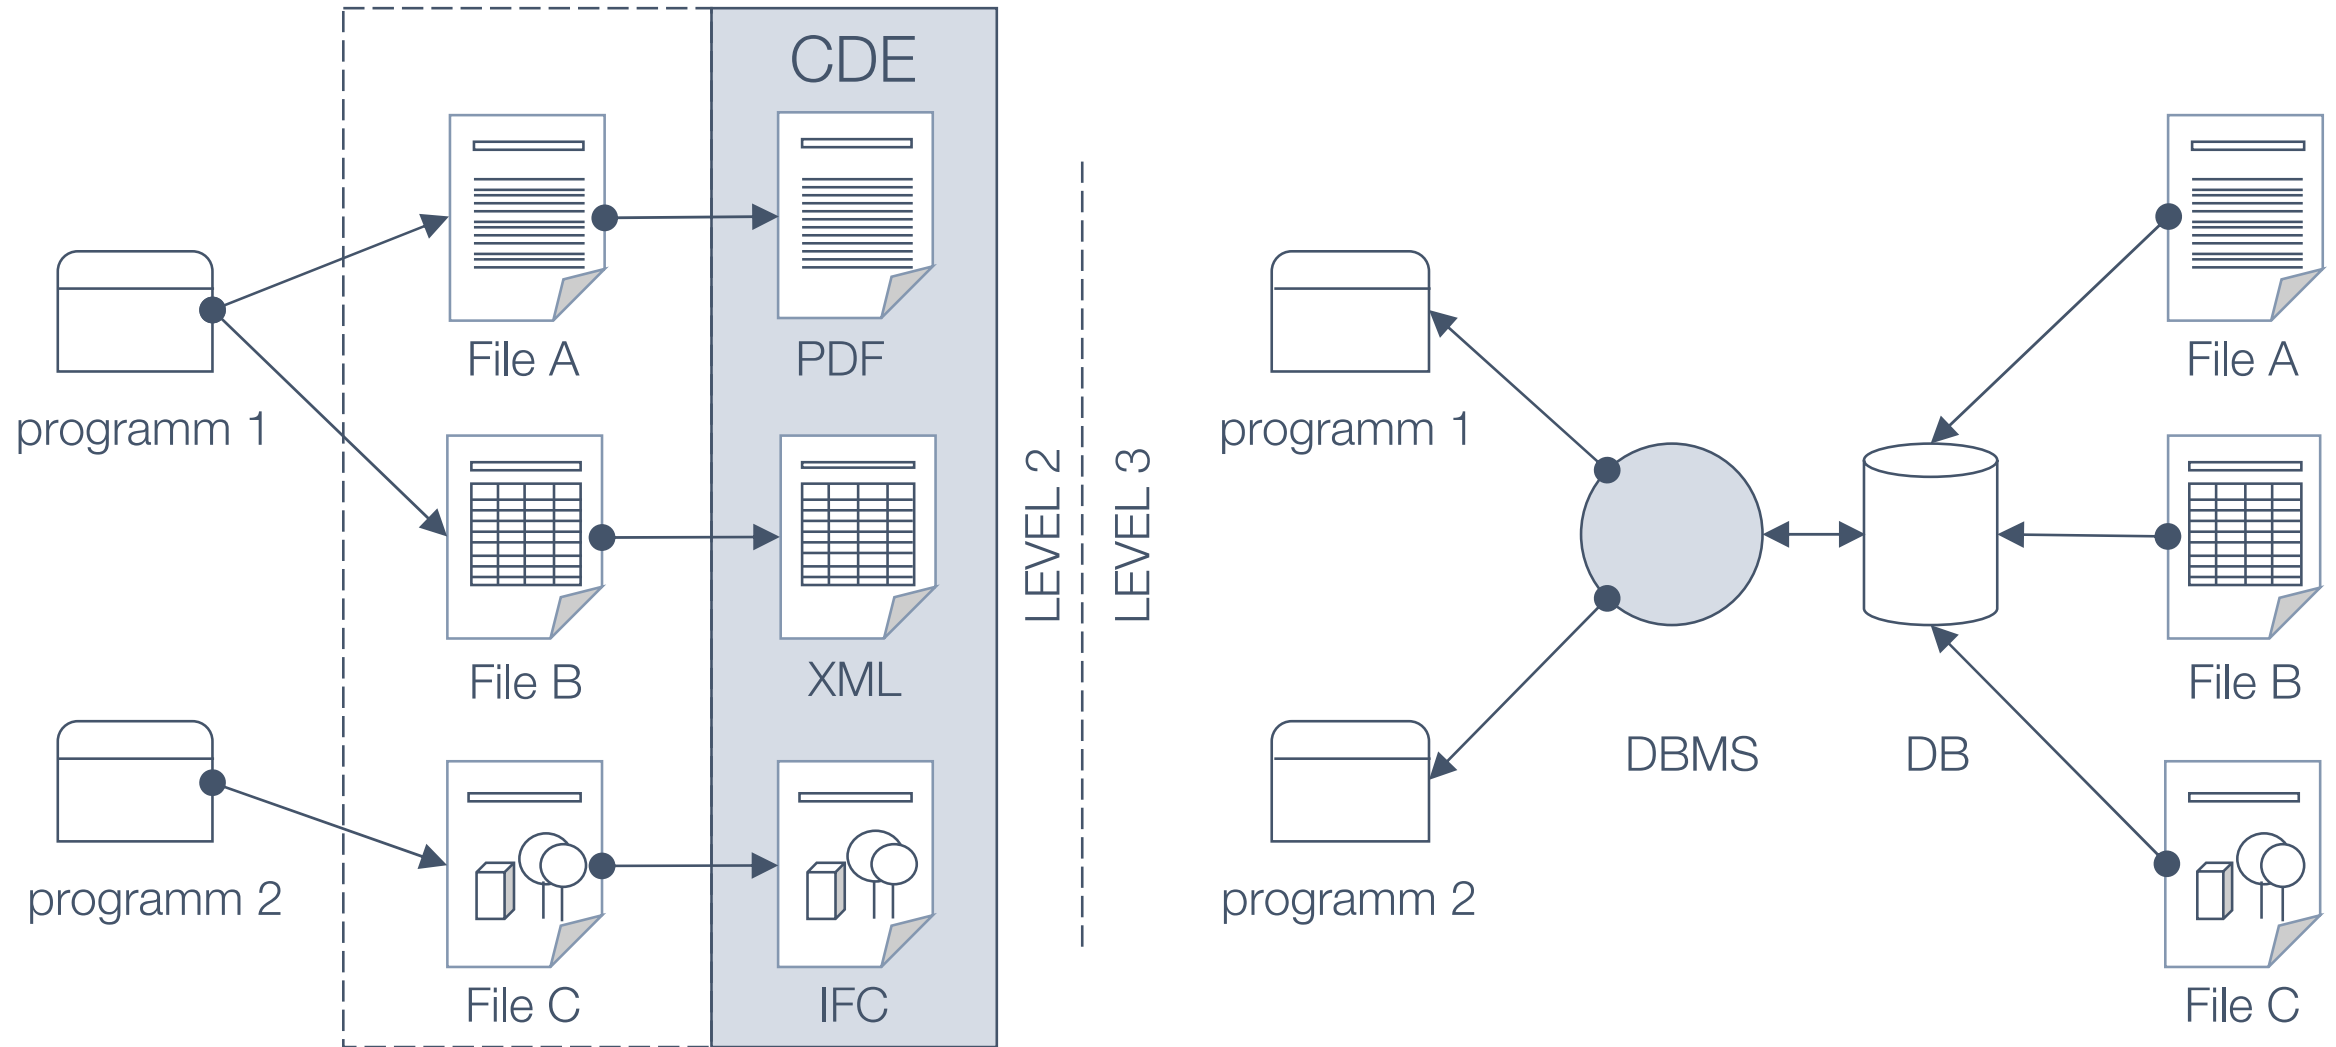 CDE
File A
PDF
programm 1
File B
XML
programm 2
File C
IFC
LEVEL 2
LEVEL 3
programm 1
programm 2
DBMS
DB
File A
File B
File C